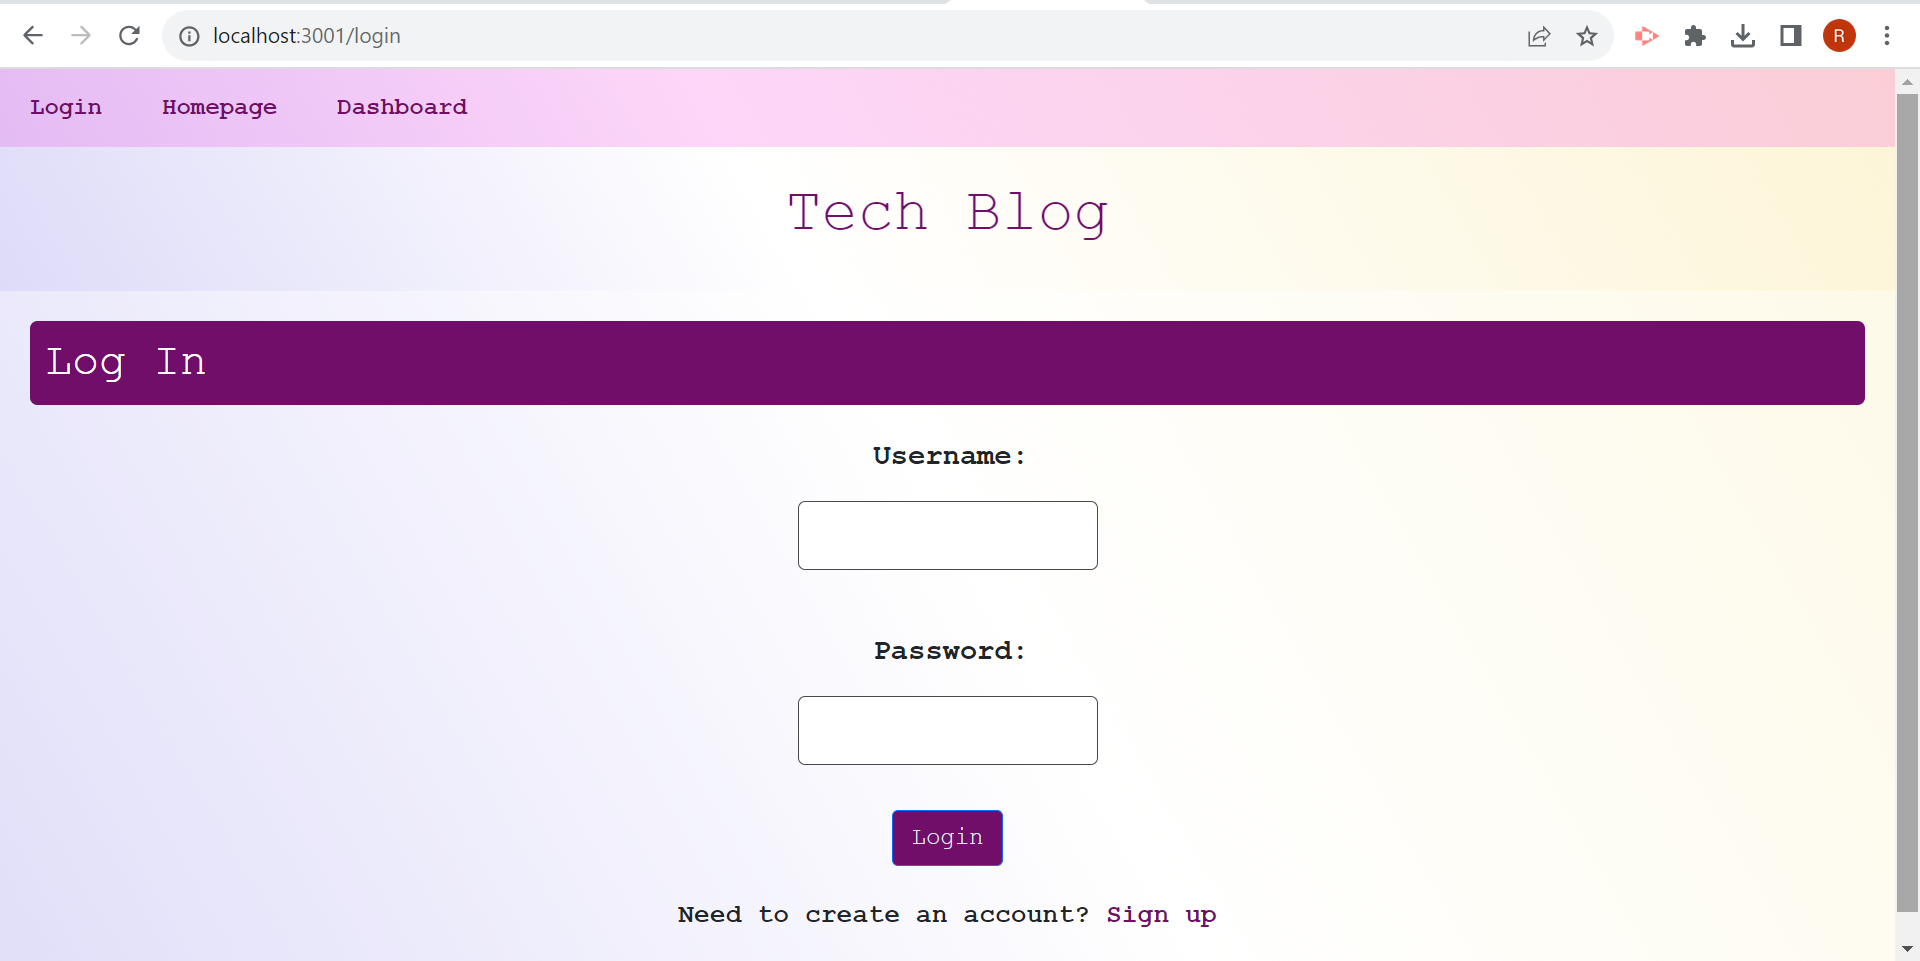 localhost:3001/login
R
Login Homepage Dashboard
Tech Blog
Log In
Username:
Password:
Login
Need to create an account? Sign up